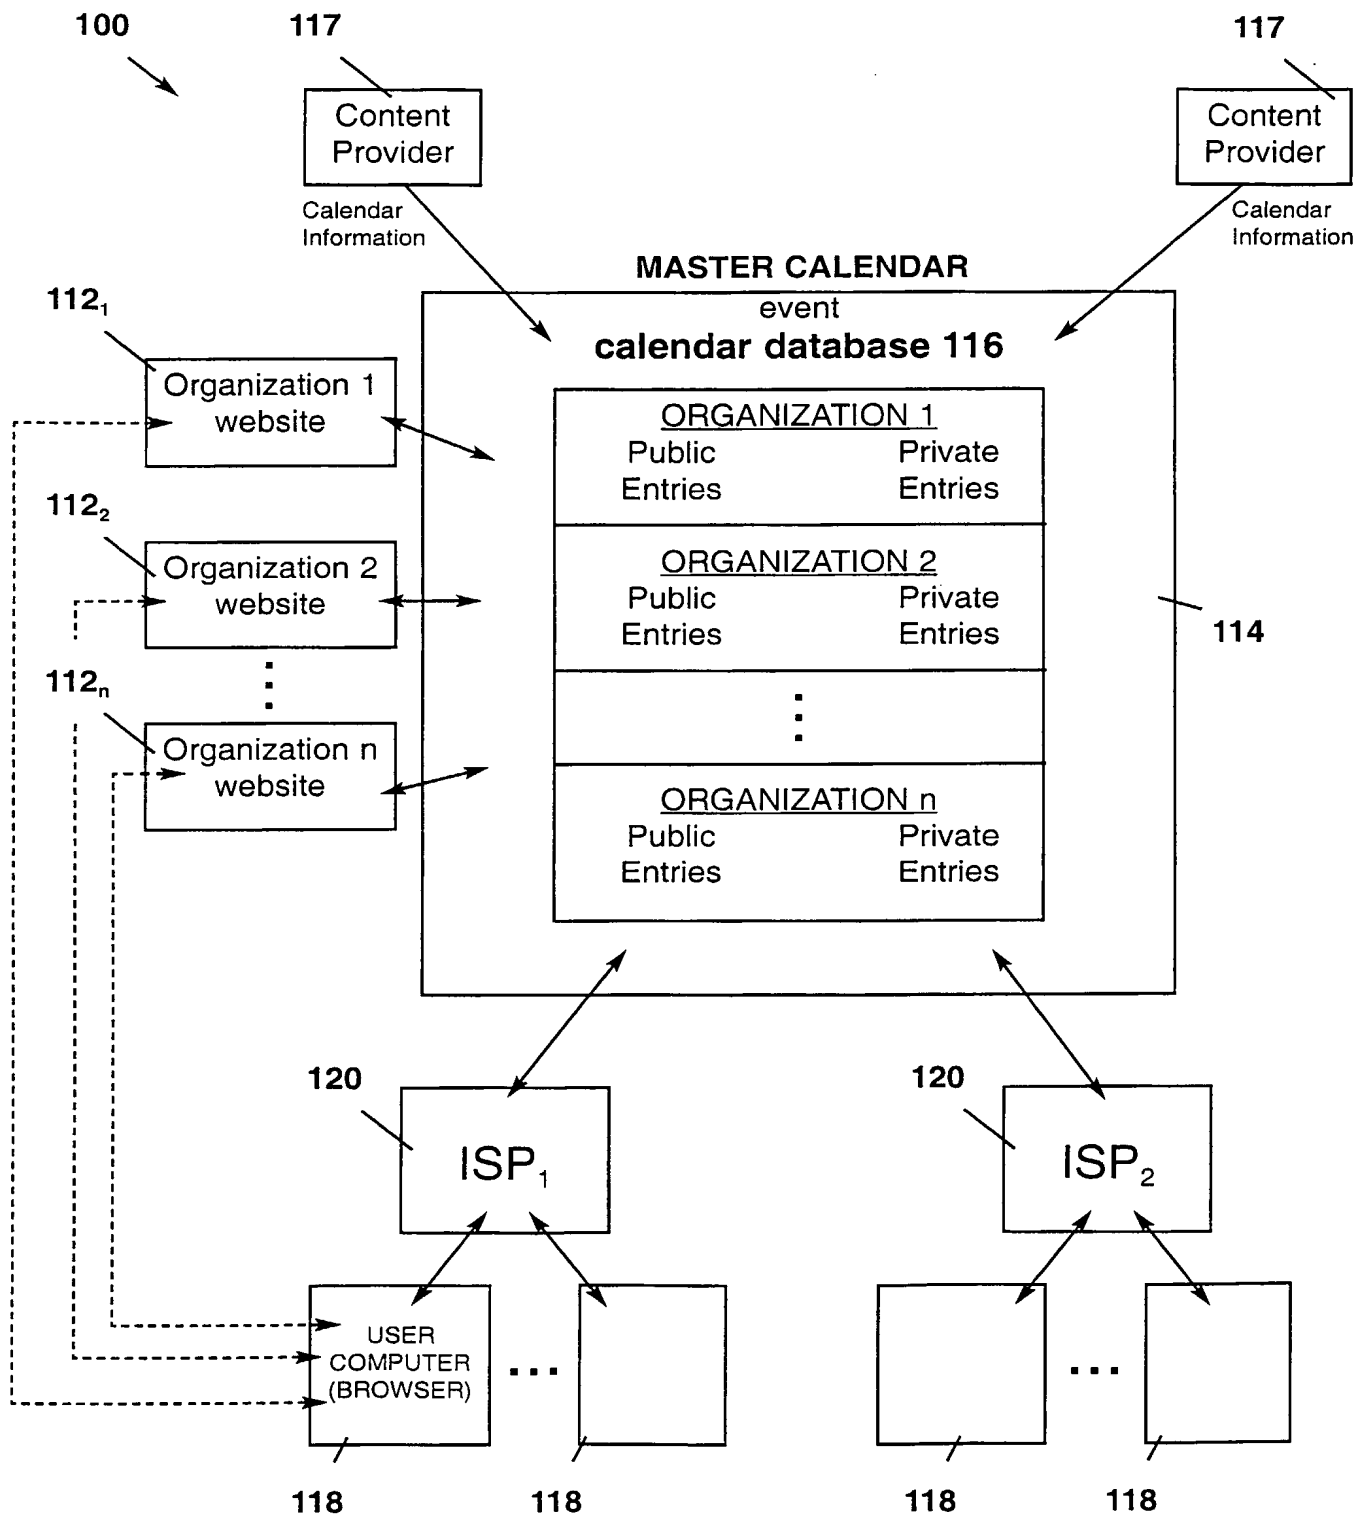 100
117
117
Content
Provider
Content
Provider
Calendar
Information
Calendar
Information
MASTER CALENDAR
event
calendar database 116
112₁
Organization 1
website
ORGANIZATION 1
Public Private
Entries Entries
112₂
Organization 2
website
ORGANIZATION 2
Public Private
Entries Entries
114
112ₙ
Organization n
website
ORGANIZATION n
Public Private
Entries Entries
120
ISP₁
120
ISP₂
USER
COMPUTER
(BROWSER)
118
118
118
118